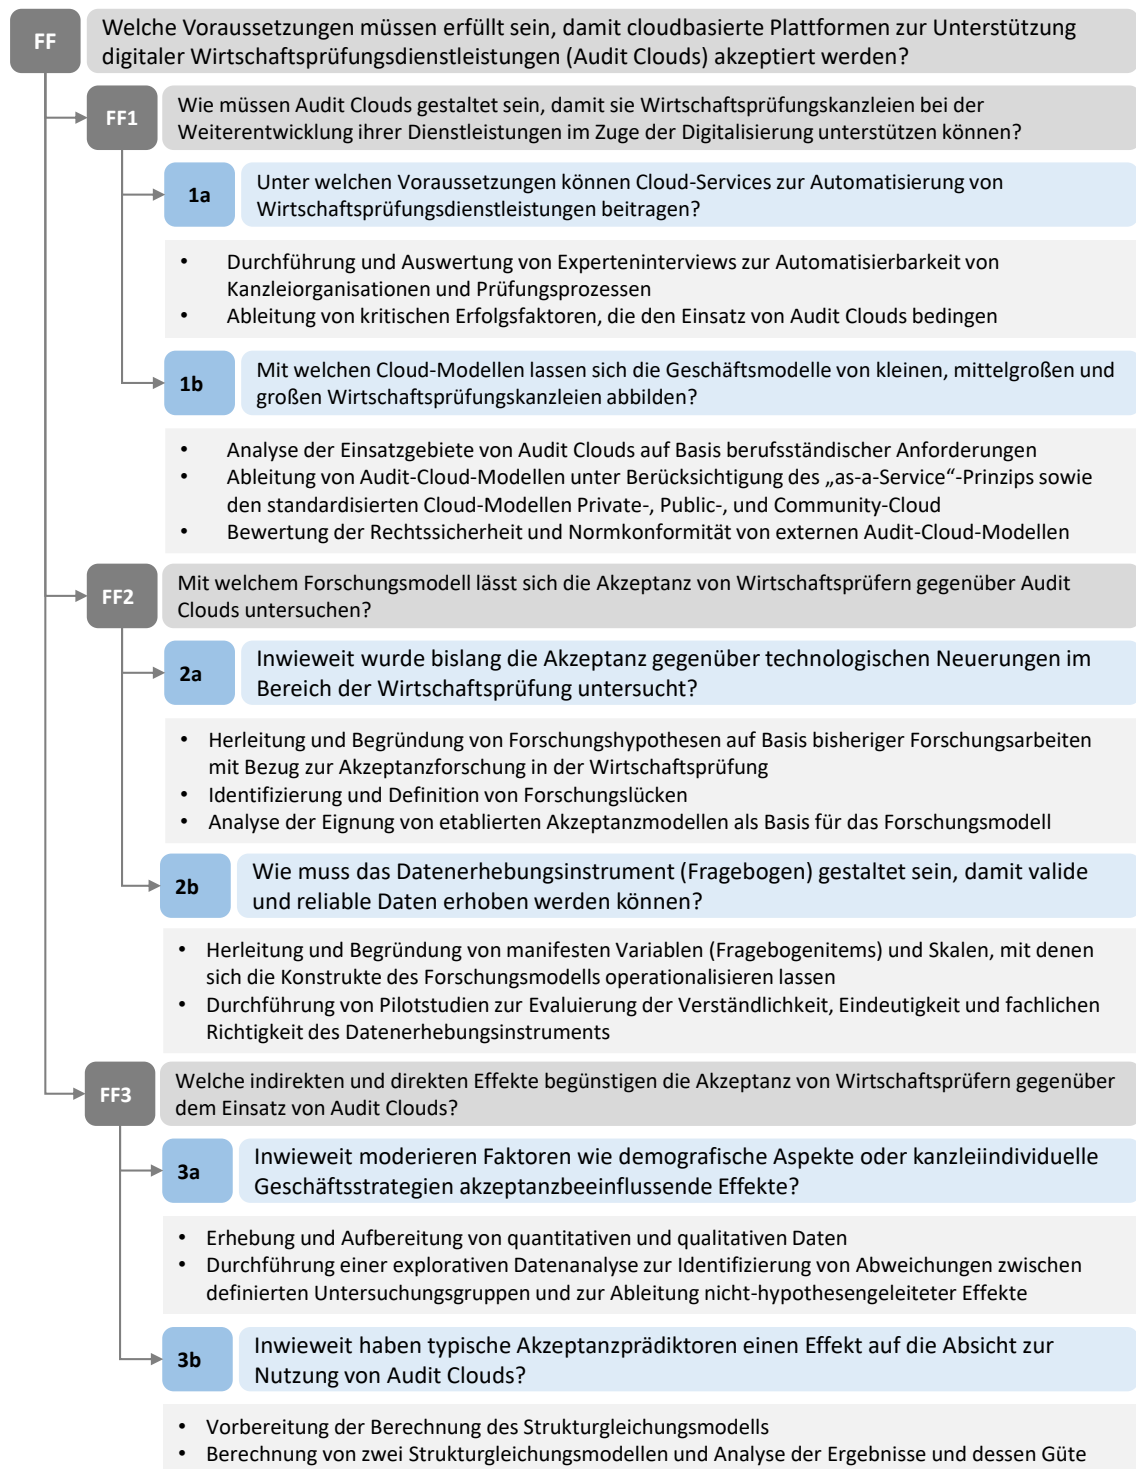 FF
Welche Voraussetzungen müssen erfüllt sein, damit cloudbasierte Plattformen zur Unterstützung
digitaler Wirtschaftsprüfungsdienstleistungen (Audit Clouds) akzeptiert werden?
FF1
Wie müssen Audit Clouds gestaltet sein, damit sie Wirtschaftsprüfungskanzleien bei der
Weiterentwicklung ihrer Dienstleistungen im Zuge der Digitalisierung unterstützen können?
1a
Unter welchen Voraussetzungen können Cloud-Services zur Automatisierung von
Wirtschaftsprüfungsdienstleistungen beitragen?
• Durchführung und Auswertung von Experteninterviews zur Automatisierbarkeit von
Kanzleiorganisationen und Prüfungsprozessen
• Ableitung von kritischen Erfolgsfaktoren, die den Einsatz von Audit Clouds bedingen
1b
Mit welchen Cloud-Modellen lassen sich die Geschäftsmodelle von kleinen, mittelgroßen und
großen Wirtschaftsprüfungskanzleien abbilden?
• Analyse der Einsatzgebiete von Audit Clouds auf Basis berufsständischer Anforderungen
• Ableitung von Audit-Cloud-Modellen unter Berücksichtigung des „as-a-Service“-Prinzips sowie
den standardisierten Cloud-Modellen Private-, Public-, und Community-Cloud
• Bewertung der Rechtssicherheit und Normkonformität von externen Audit-Cloud-Modellen
FF2
Mit welchem Forschungsmodell lässt sich die Akzeptanz von Wirtschaftsprüfern gegenüber Audit
Clouds untersuchen?
2a
Inwieweit wurde bislang die Akzeptanz gegenüber technologischen Neuerungen im
Bereich der Wirtschaftsprüfung untersucht?
• Herleitung und Begründung von Forschungshypothesen auf Basis bisheriger Forschungsarbeiten
mit Bezug zur Akzeptanzforschung in der Wirtschaftsprüfung
• Identifizierung und Definition von Forschungslücken
• Analyse der Eignung von etablierten Akzeptanzmodellen als Basis für das Forschungsmodell
2b
Wie muss das Datenerhebungsinstrument (Fragebogen) gestaltet sein, damit valide
und reliable Daten erhoben werden können?
• Herleitung und Begründung von manifesten Variablen (Fragebogenitems) und Skalen, mit denen
sich die Konstrukte des Forschungsmodells operationalisieren lassen
• Durchführung von Pilotstudien zur Evaluierung der Verständlichkeit, Eindeutigkeit und fachlichen
Richtigkeit des Datenerhebungsinstruments
FF3
Welche indirekten und direkten Effekte begünstigen die Akzeptanz von Wirtschaftsprüfern gegenüber
dem Einsatz von Audit Clouds?
3a
Inwieweit moderieren Faktoren wie demografische Aspekte oder kanzleiindividuelle
Geschäftsstrategien akzeptanzbeeinflussende Effekte?
• Erhebung und Aufbereitung von quantitativen und qualitativen Daten
• Durchführung einer explorativen Datenanalyse zur Identifizierung von Abweichungen zwischen
definierten Untersuchungsgruppen und zur Ableitung nicht-hypothesengeleiteter Effekte
3b
Inwieweit haben typische Akzeptanzprädiktoren einen Effekt auf die Absicht zur
Nutzung von Audit Clouds?
• Vorbereitung der Berechnung des Strukturgleichungsmodells
• Berechnung von zwei Strukturgleichungsmodellen und Analyse der Ergebnisse und dessen Güte